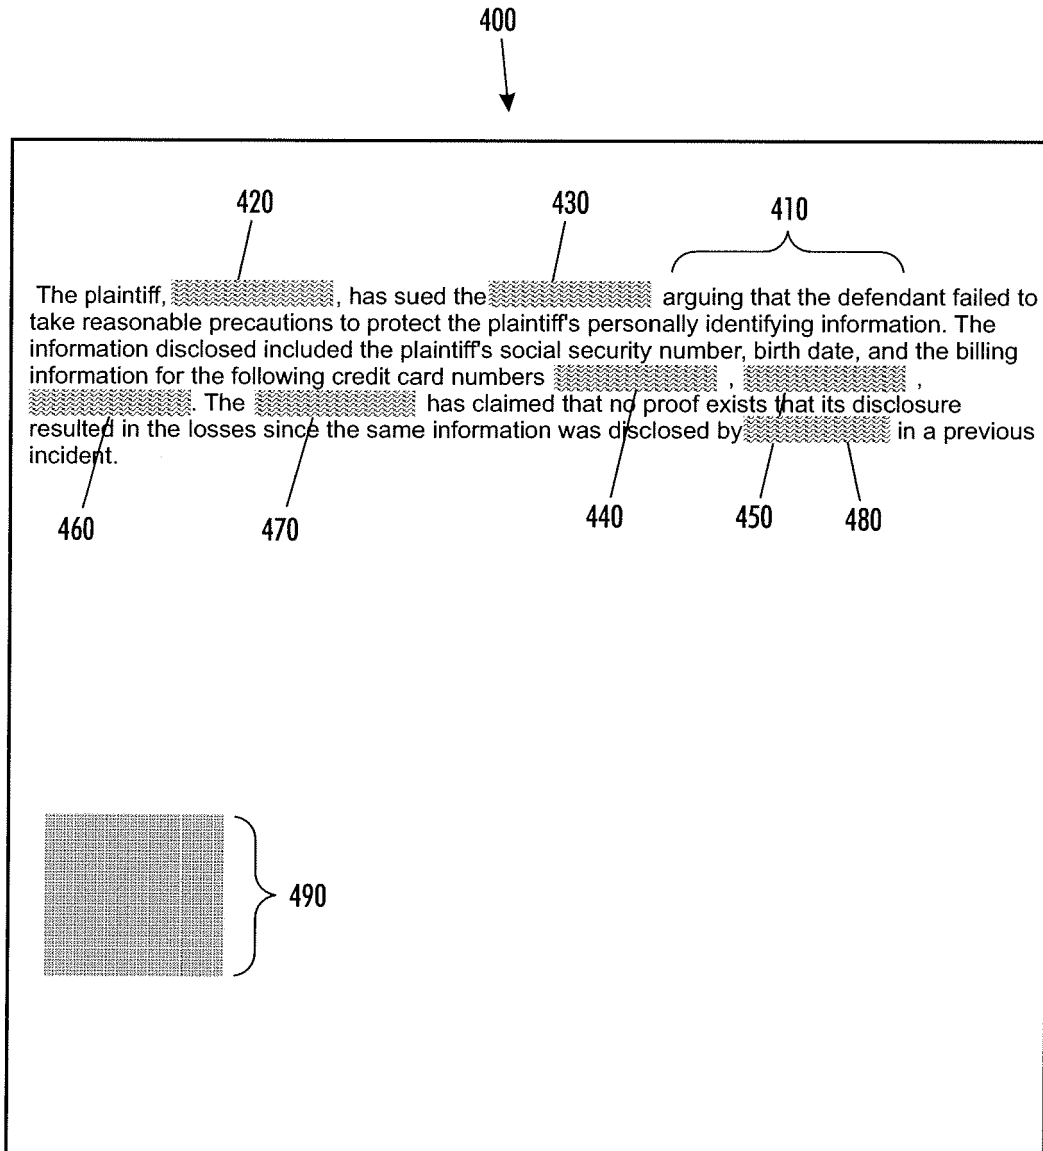 400
420 430 410
The plaintiff, , has sued the arguing that the defendant failed to
take reasonable precautions to protect the plaintiff's personally identifying information. The
information disclosed included the plaintiff's social security number, birth date, and the billing
information for the following credit card numbers , ,
. The has claimed that no proof exists that its disclosure
resulted in the losses since the same information was disclosed by in a previous
incident.
460 470 440 450 480
490